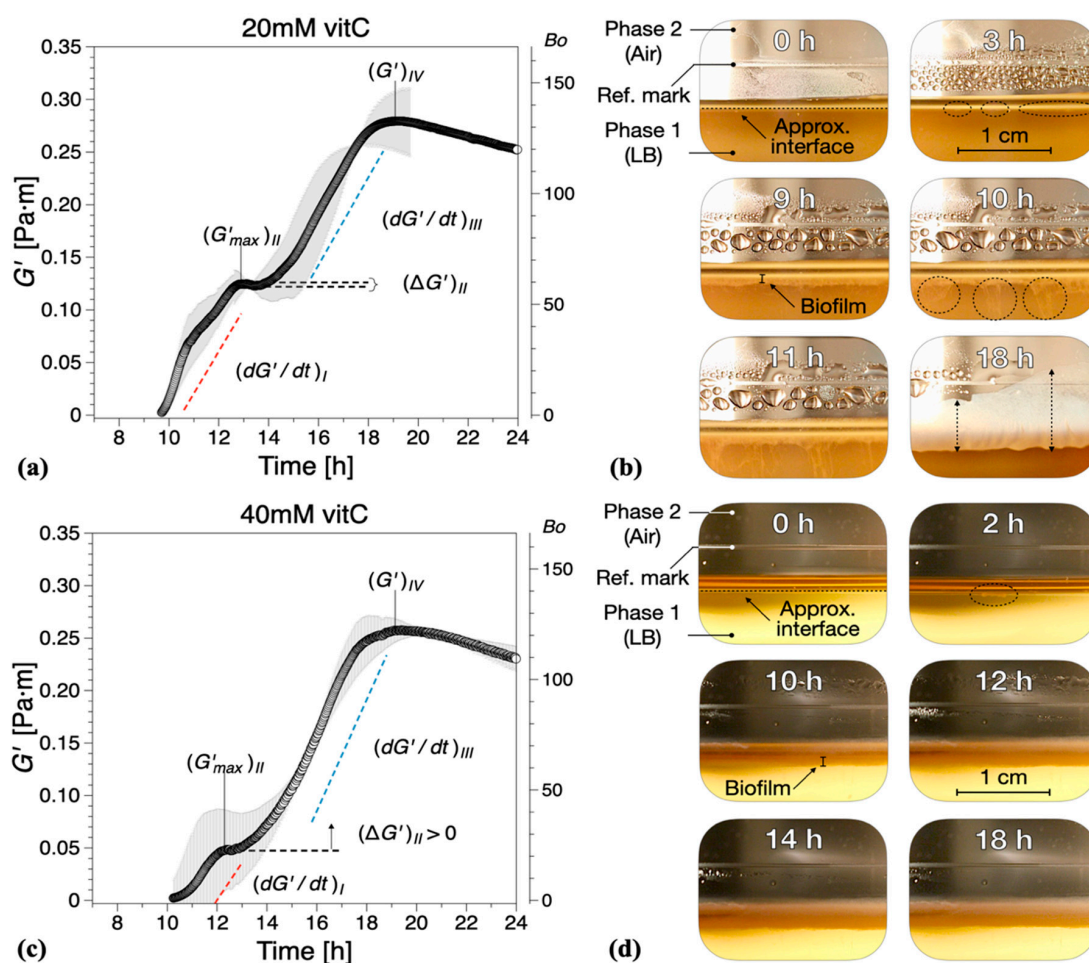 20mM vitC
Bo
G' [Pa·m]
0.35
0.30
0.25
0.20
0.15
0.10
0.05
0
150
100
50
0
(G')IV
(dG'/dt)III
(G'max)II
(ΔG')II
(dG'/dt)I
8 10 12 14 16 18 20 22 24
Time [h]
(a)
Phase 2
(Air)
Ref. mark
Phase 1
(LB)
0 h
Approx.
interface
3 h
1 cm
9 h
Biofilm
10 h
11 h
18 h
(b)
40mM vitC
Bo
G' [Pa·m]
0.35
0.30
0.25
0.20
0.15
0.10
0.05
0
150
100
50
0
(G')IV
(dG'/dt)III
(G'max)II
(ΔG')II > 0
(dG'/dt)I
8 10 12 14 16 18 20 22 24
Time [h]
(c)
Phase 2
(Air)
Ref. mark
Phase 1
(LB)
0 h
Approx.
interface
2 h
10 h
Biofilm
12 h
1 cm
14 h
18 h
(d)